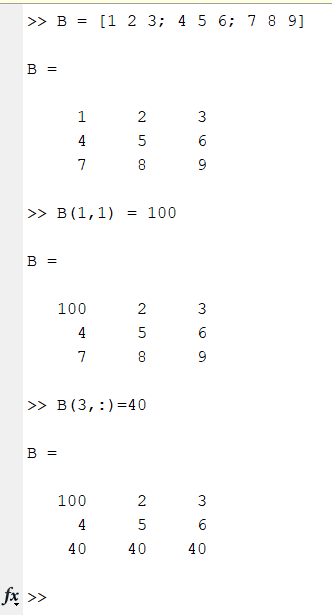 >> B = [1 2 3; 4 5 6; 7 8 9]
B =
1 2 3
4 5 6
7 8 9
>> B(1,1) = 100
B =
100 2 3
4 5 6
7 8 9
>> B(3,:)=40
B =
100 2 3
4 5 6
40 40 40
fx >>